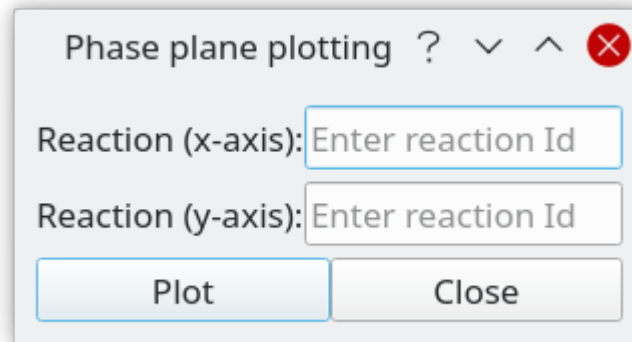 Phase plane plotting ?
Reaction (x-axis): Enter reaction Id
Reaction (y-axis): Enter reaction Id
Plot Close